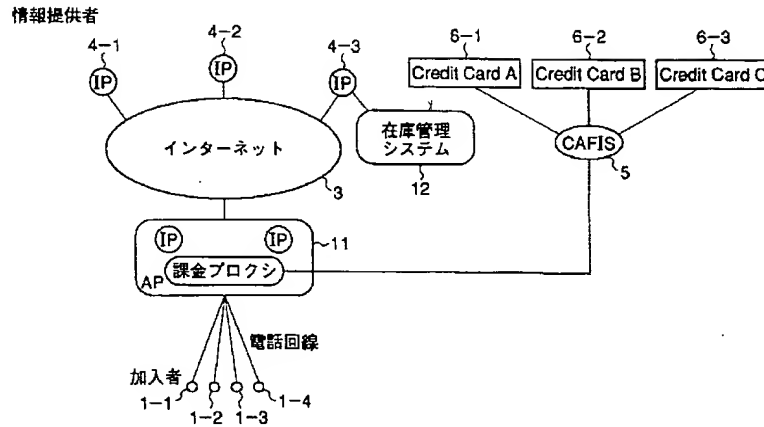 情報提供者
4-1
4-2
4-3
6-1
6-2
6-3
IP
IP
IP
Credit Card A
Credit Card B
Credit Card C
インターネット
在庫管理
システム
CAFIS
3
12
5
IP
IP
11
課金プロクシ
AP
電話回線
加入者
1-1
1-2
1-3
1-4